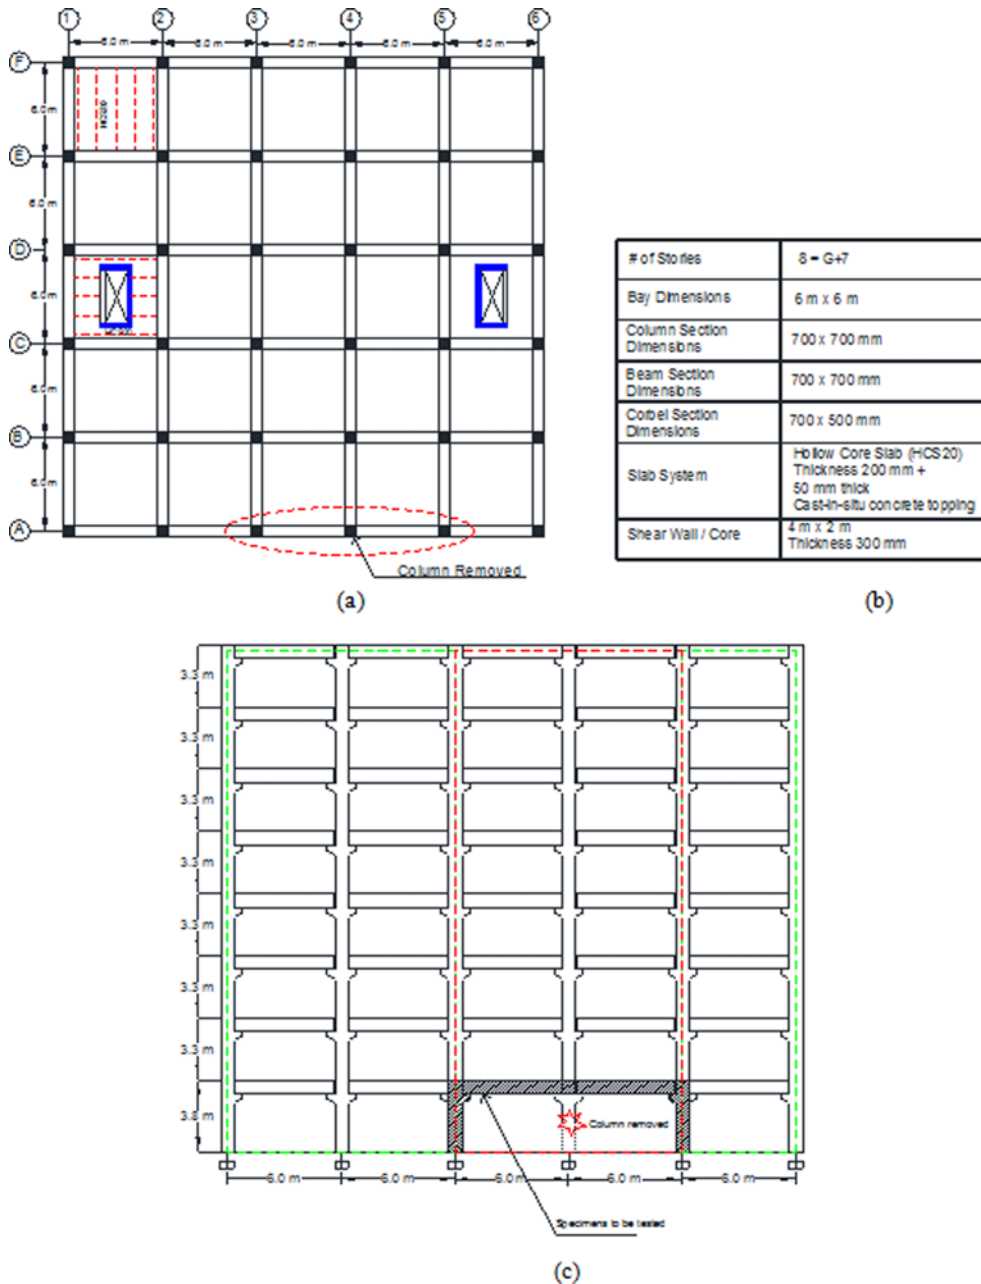 1 2 3 4 5 6
6.0 m 6.0 m 6.0 m 6.0 m 6.0 m
F
6.0 m
E
6.0 m
D
6.0 m
C
6.0 m
B
6.0 m
A
Column Removed
(a)
# of Stories 8 = G+7
Bay Dimensions 6 m x 6 m
Column Section
Dimensions
700 x 700 mm
Beam Section
Dimensions
700 x 700 mm
Corbel Section
Dimensions
700 x 500 mm
Slab System
Hollow Core Slab (HCS20)
Thickness 200 mm +
50 mm thick
Cast-in-situ concrete topping
Shear Wall / Core
4 m x 2 m
Thickness 300 mm
(b)
3.3 m
3.3 m
3.3 m
3.3 m
3.3 m
3.3 m
3.3 m
3.8 m
Column removed
6.0 m 6.0 m 6.0 m 6.0 m 6.0 m
Specimens to be tested
(c)